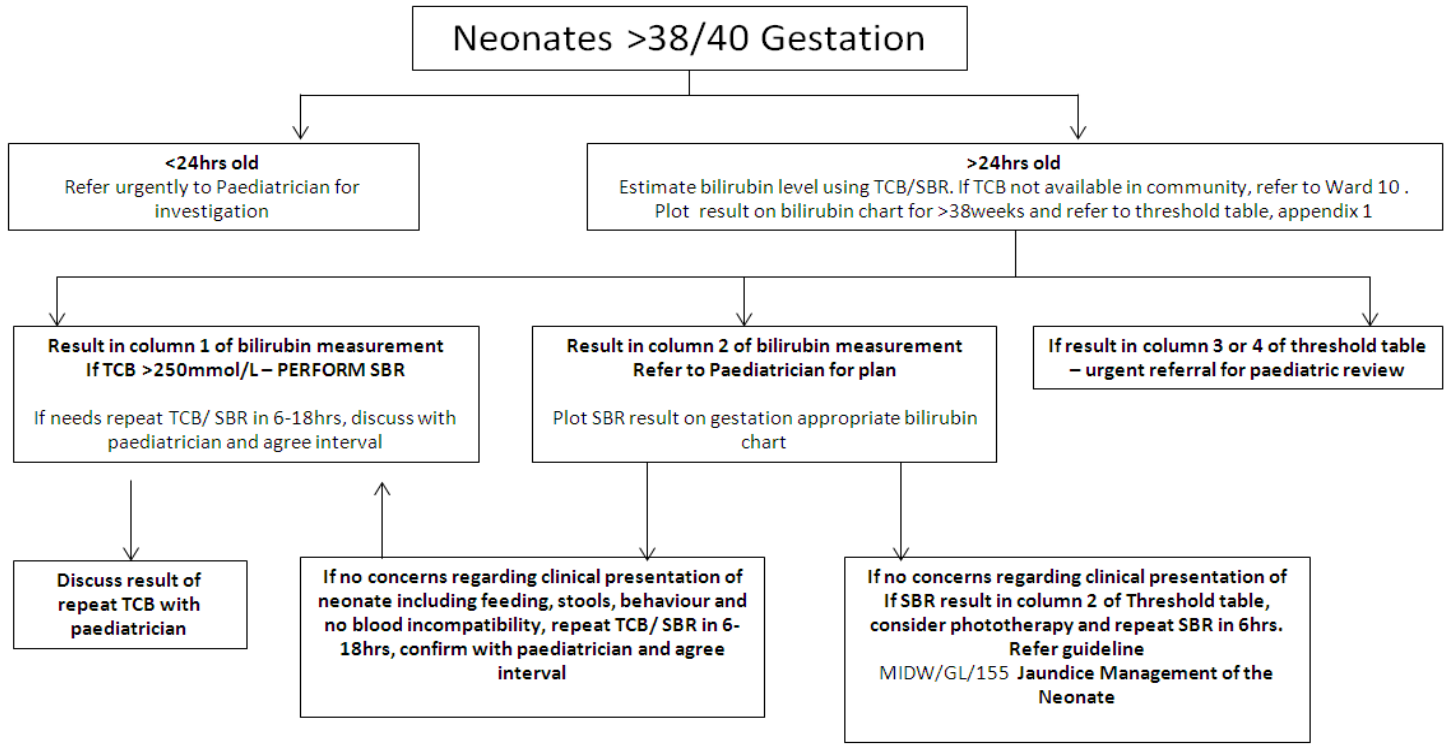 Neonates >38/40 Gestation
<24hrs old
Refer urgently to Paediatrician for
investigation
>24hrs old
Estimate bilirubin level using TCB/SBR. If TCB not available in community, refer to Ward 10 .
Plot result on bilirubin chart for >38weeks and refer to threshold table, appendix 1
Result in column 1 of bilirubin measurement
If TCB >250mmol/L – PERFORM SBR
If needs repeat TCB/ SBR in 6-18hrs, discuss with
paediatrician and agree interval
Result in column 2 of bilirubin measurement
Refer to Paediatrician for plan
Plot SBR result on gestation appropriate bilirubin
chart
If result in column 3 or 4 of threshold table
– urgent referral for paediatric review
Discuss result of
repeat TCB with
paediatrician
If no concerns regarding clinical presentation of
neonate including feeding, stools, behaviour and
no blood incompatibility, repeat TCB/ SBR in 6-
18hrs, confirm with paediatrician and agree
interval
If no concerns regarding clinical presentation of
If SBR result in column 2 of Threshold table,
consider phototherapy and repeat SBR in 6hrs.
Refer guideline
MIDW/GL/155 Jaundice Management of the
Neonate